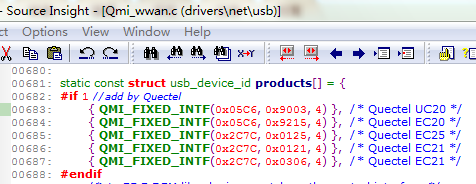 Source Insight - [Qmi_wwan.c (drivers\net\usb)]
Search Project Options View Window Help
00680:
00681: static const struct usb_device_id products[] = {
00682: #if 1 //add by Quectel
00683: { QMI_FIXED_INTF(0x05C6, 0x9003, 4) }, /* Quectel UC20 */
00684: { QMI_FIXED_INTF(0x05C6, 0x9215, 4) }, /* Quectel EC20 */
00685: { QMI_FIXED_INTF(0x2C7C, 0x0125, 4) }, /* Quectel EC25 */
00686: { QMI_FIXED_INTF(0x2C7C, 0x0121, 4) }, /* Quectel EC21 */
00687: { QMI_FIXED_INTF(0x2C7C, 0x0306, 4) }, /* Quectel EC21 */
00688: #endif